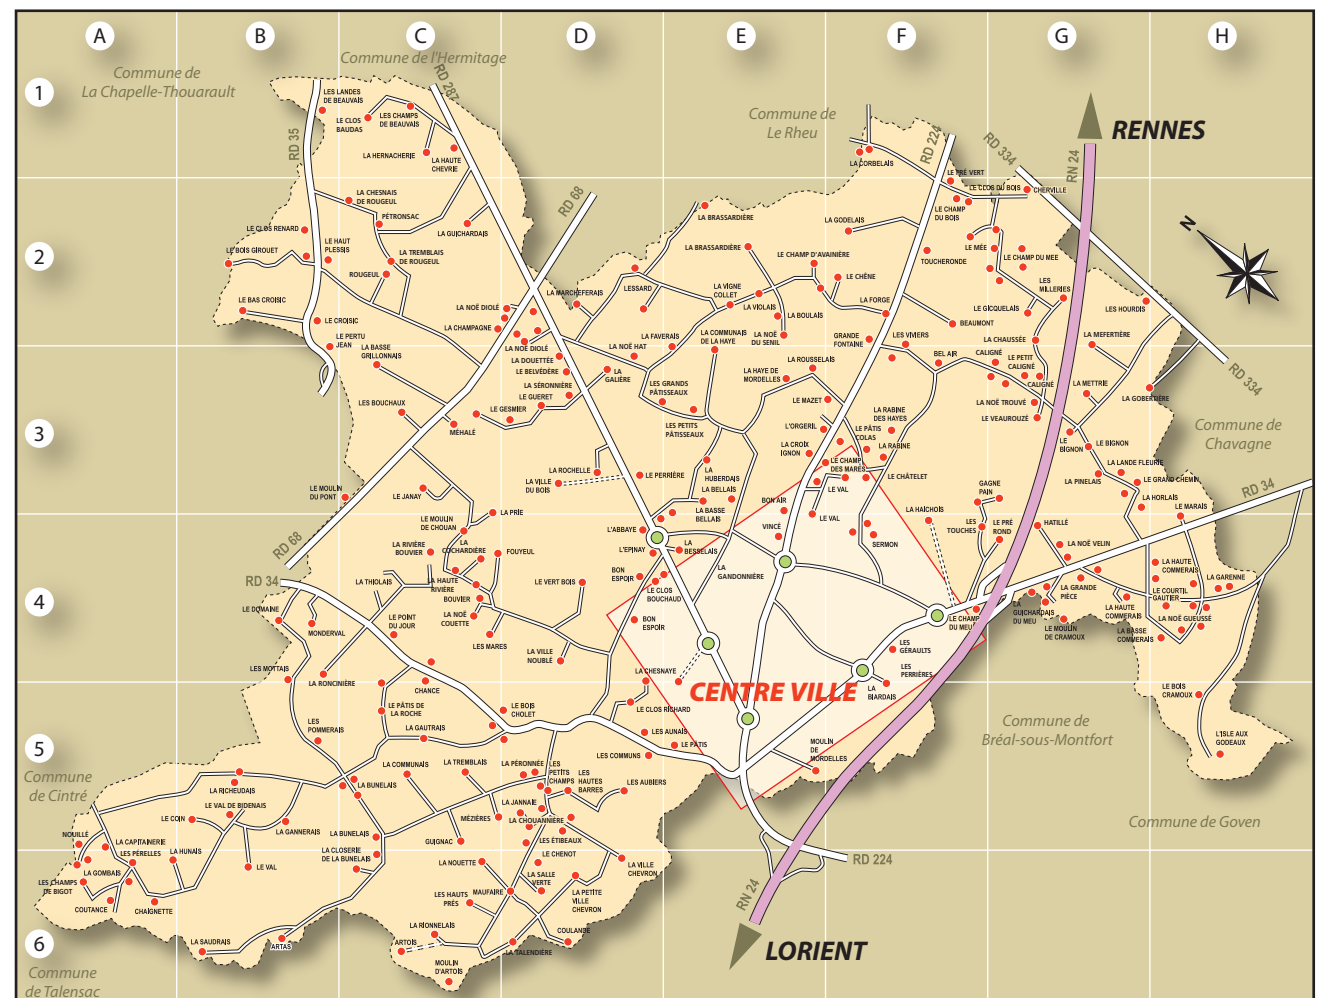 A
B
C
D
E
F
G
H
1
2
3
4
5
6
Commune de
La Chapelle-Thouarault
Commune de l'Hermitage
Commune de
Le Rheu
RENNES
N
RD 287
RD 35
RD 224
RD 334
RN 24
RD 68
LES LANDES
DE BEAUVAIS
LE CLOS
BAUDAS
LES CHAMPS
DE BEAUVAIS
LA HERNACHERIE
LA HAUTE
CHEVRIE
LA CORBELAIS
LE PRÉ VERT
LE CLOS DU BOIS
CHERVILLE
LE CHAMP
DU BOIS
LA CHESNAIS
DE ROUGEUL
PÉTRONSAC
LA GUICHARDAIS
LA BRASSARDIÈRE
LA GODELAIS
LE CLOS RENARD
LE BOIS GIROUET
LE HAUT
PLESSIS
LA TREMBLAIS
DE ROUGEUL
ROUGEUL
LA BRASSARDIÈRE
LE CHAMP D'AVAINIÈRE
TOUCHERONDE
LE MÉE
LE CHAMP DU MEE
LE BAS CROISIC
LE CROISIC
LE PERTU
JEAN
LA NOË DIOLÉ
LA CHAMPAGNE
LA MARCHEFERAIS
LESSARD
LA VIGNE
COLLET
LA VIOLAIS
LE CHÊNE
LA BOULAIS
LA FORGE
LES
MILLERIES
LE GICQUELAIS
LES HOURDIS
BEAUMONT
LA BASSE
GRILLONNAIS
LA NOË DIOLÉ
LA DOUETTÉE
LE BELVÉDÈRE
LA SÉRONNIÈRE
LE GUERET
LE GESMIER
LA NOË HAT
LA FAVERAIS
LA GALIÈRE
LA COMMUNAIS
DE LA HAYE
LA NOË
DU SENIL
GRANDE
FONTAINE
LES VIVIERS
BEL AIR
LA CHAUSSÉE
CALIGNÉ
LE PETIT
CALIGNÉ
CALIGNÉ
LA MEFERTIÈRE
LA METTRIE
LA GOBERTIÈRE
RD 334
LES BOUCHAUX
MÉHALÉ
LES GRANDS
PÂTISSEAUX
LES PETITS
PÂTISSEAUX
LA HAYE DE
MORDELLES
LA ROUSSELAIS
LE MAZET
L'ORGERIL
LA CROIX
IGNON
LA RABINE
DES HAYES
LE PÂTIS
COLAS
LA RABINE
LE CHAMP
DES MARES
LE VAL
LE CHÂTELET
LA NOË TROUVÉ
LE VEAUROUZÉ
LE
BIGNON
LE BIGNON
Commune de
Chavagne
LE MOULIN
DU PONT
LE JANAY
LA ROCHELLE
LA VILLE
DU BOIS
LE PERRIÈRE
LA
HUBERDAIS
LA BELLAIS
LA BASSE
BELLAIS
BON AIR
LE VAL
LA HAICHOIS
GAGNE
PAIN
LA PINELAIS
LA LANDE FLEURIE
LE GRAND CHEMIN
LA HORLAIS
LE MARAIS
RD 34
RD 68
LE MOULIN
DE CHOUAN
LA PRÎE
LA RIVIÈRE
BOUVIER
LA
COCHARDIÈRE
FOUYEUL
L'ABBAYE
L'EPINAY
LA
BESSELAIS
VINCÉ
SERMON
LES
TOUCHES
LE PRÉ
ROND
HATILLÉ
LA NOË VELIN
RD 34
LE DOMAINE
MONDERVAL
LA THIOLAIS
LA HAUTE
RIVIÈRE
BOUVIER
LE POINT
DU JOUR
LA NOË
COUETTE
LES MARES
LE VERT BOIS
BON
ESPOIR
LE CLOS
BOUCHAUD
BON
ESPOIR
LA
GANDONNIÈRE
LE CHAMP
DU MEU
LA
GUICHARDAIS
DU MEU
LA GRANDE
PIÈCE
LE MOULIN
DE CRAMOUX
LA HAUTE
COMMERAIS
LA HAUTE
COMMERAIS
LE COURTIL
GAUTIER
LA GARENNE
LA NOË GUEUSSÉ
LA BASSE
COMMERAIS
LES MOTTAIS
LA RONCINIÈRE
CHANCE
LA VILLE
NOUBLÉ
LA CHESNAYE
CENTRE VILLE
LES
GÉRAULTS
LES
PERRIÈRES
LA
BIARDAIS
LE BOIS
CRAMOUX
LES
POMMERAIS
LE PÂTIS DE
LA ROCHE
LA GAUTRAIS
LE BOIS
CHOLET
LE CLOS RICHARD
LES AUNAIS
LE PÂTIS
LES COMMUNS
MOULIN
DE
MORDELLES
Commune de
Bréal-sous-Montfort
L'ISLE AUX
GODEAUX
Commune
de Cintré
LA RICHEUDAIS
LE VAL DE BIDENAIS
LE COIN
LA GANNERAIS
LA BUNELAIS
LA COMMUNAIS
LA TREMBLAIS
LA PÉRONNÉE
LES
PETITS
CHAMPS
LES
HAUTES
BARRES
LES AUBIERS
Commune de Goven
NOUILLÉ
LA CAPITAINERIE
LES PÉRELLES
LA GOMBAIS
LA HUNAIS
LE VAL
LA BUNELAIS
LA CLOSERIE
DE LA BUNELAIS
GUIGNAC
MÉZIÈRES
LA JANNAIE
LA CHOUANNIÈRE
LES ÉTIBEAUX
LE CHENOT
LA VILLE
CHEVRON
RD 224
LES CHAMPS
DE BIGOT
COUTANCE
CHAIGNETTE
LA NOUETTE
LES HAUTS
PRÈS
MAUFAIRE
LA SALLE
VERTE
LA PETITE
VILLE
CHEVRON
RN 24
LORIENT
LA SAUDRAIS
ARTAS
LA RIONNELAIS
ARTOIS
MOULIN
D'ARTOIS
LA TALENDIÈRE
COULANGE
Commune
de Talensac